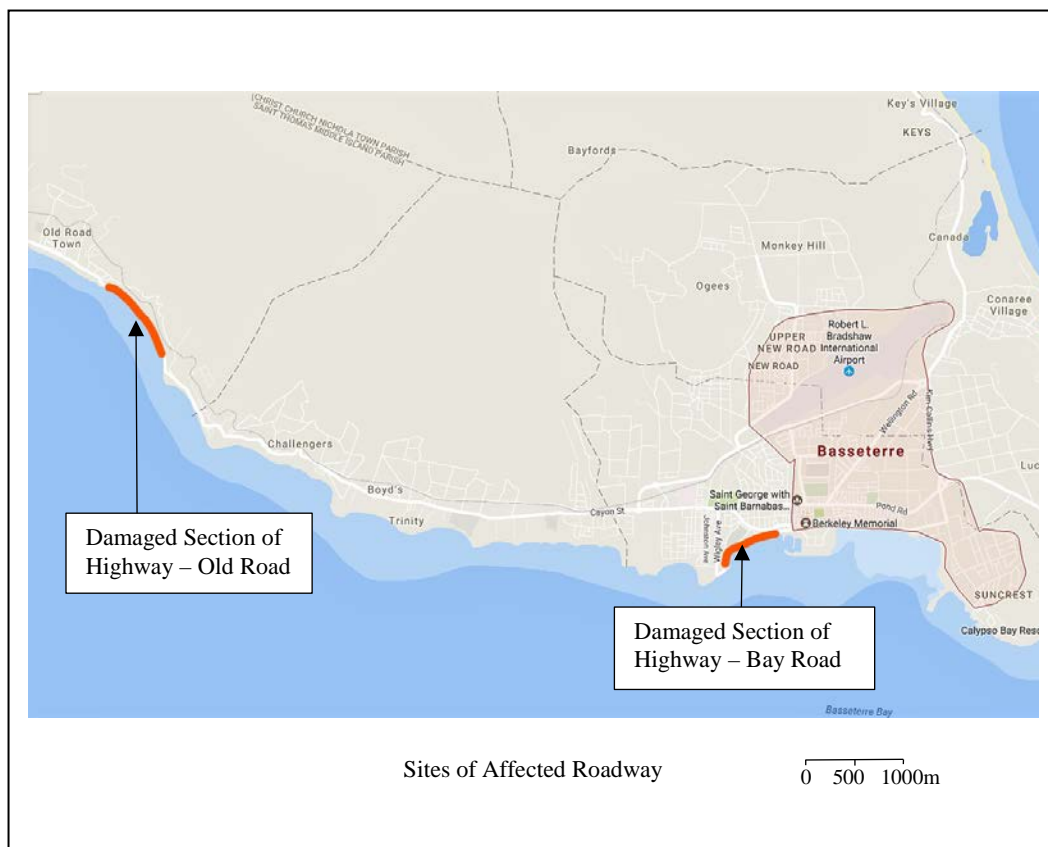 Key's Village
KEYS
(CHRIST CHURCH NICHOLA TOWN PARISH
SAINT THOMAS MIDDLE ISLAND PARISH)
Bayfords
Old Road
Town
Monkey Hill
Canada
Ogees
Conaree
Village
UPPER
NEW ROAD
NEW ROAD
Robert L.
Bradshaw
International
Airport
Wellington Rd
Kim Collins Hwy
Basseterre
Challengers
Boyd's
Trinity
Cayon St
Saint George with
Saint Barnabas...
Pond Rd
Berkeley Memorial
Johnston Ave
Wigley Ave
SUNCREST
Calypso Bay Reso
Damaged Section of
Highway – Old Road
Damaged Section of
Highway – Bay Road
Basseterre Bay
Sites of Affected Roadway
0 500 1000m